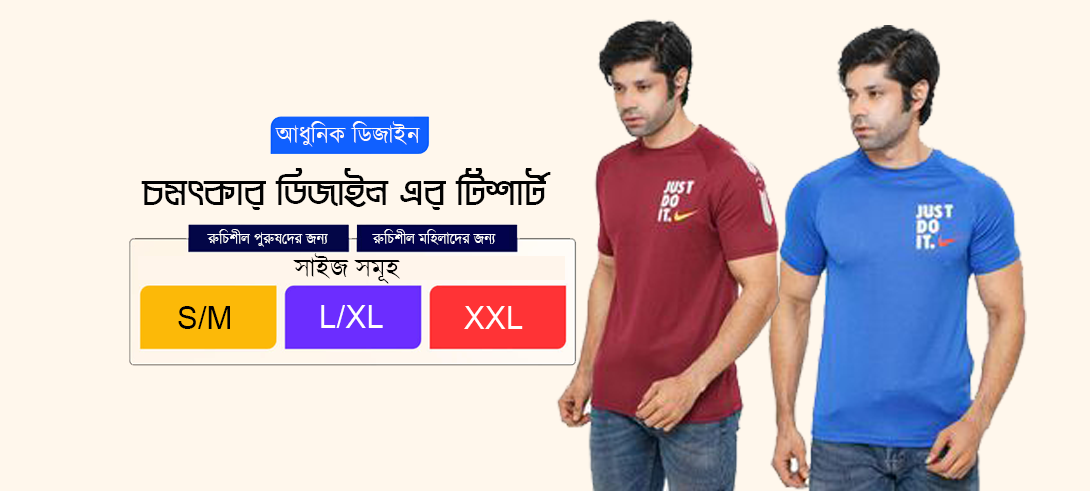 আধুনিক ডিজাইন
চমৎকার ডিজাইন এর টিশার্ট
রুচিশীল পুরুষদের জন্য
রুচিশীল মহিলাদের জন্য
সাইজ সমূহ
S/M
L/XL
XXL
JUST
DO
IT.
JUST
DO
IT.